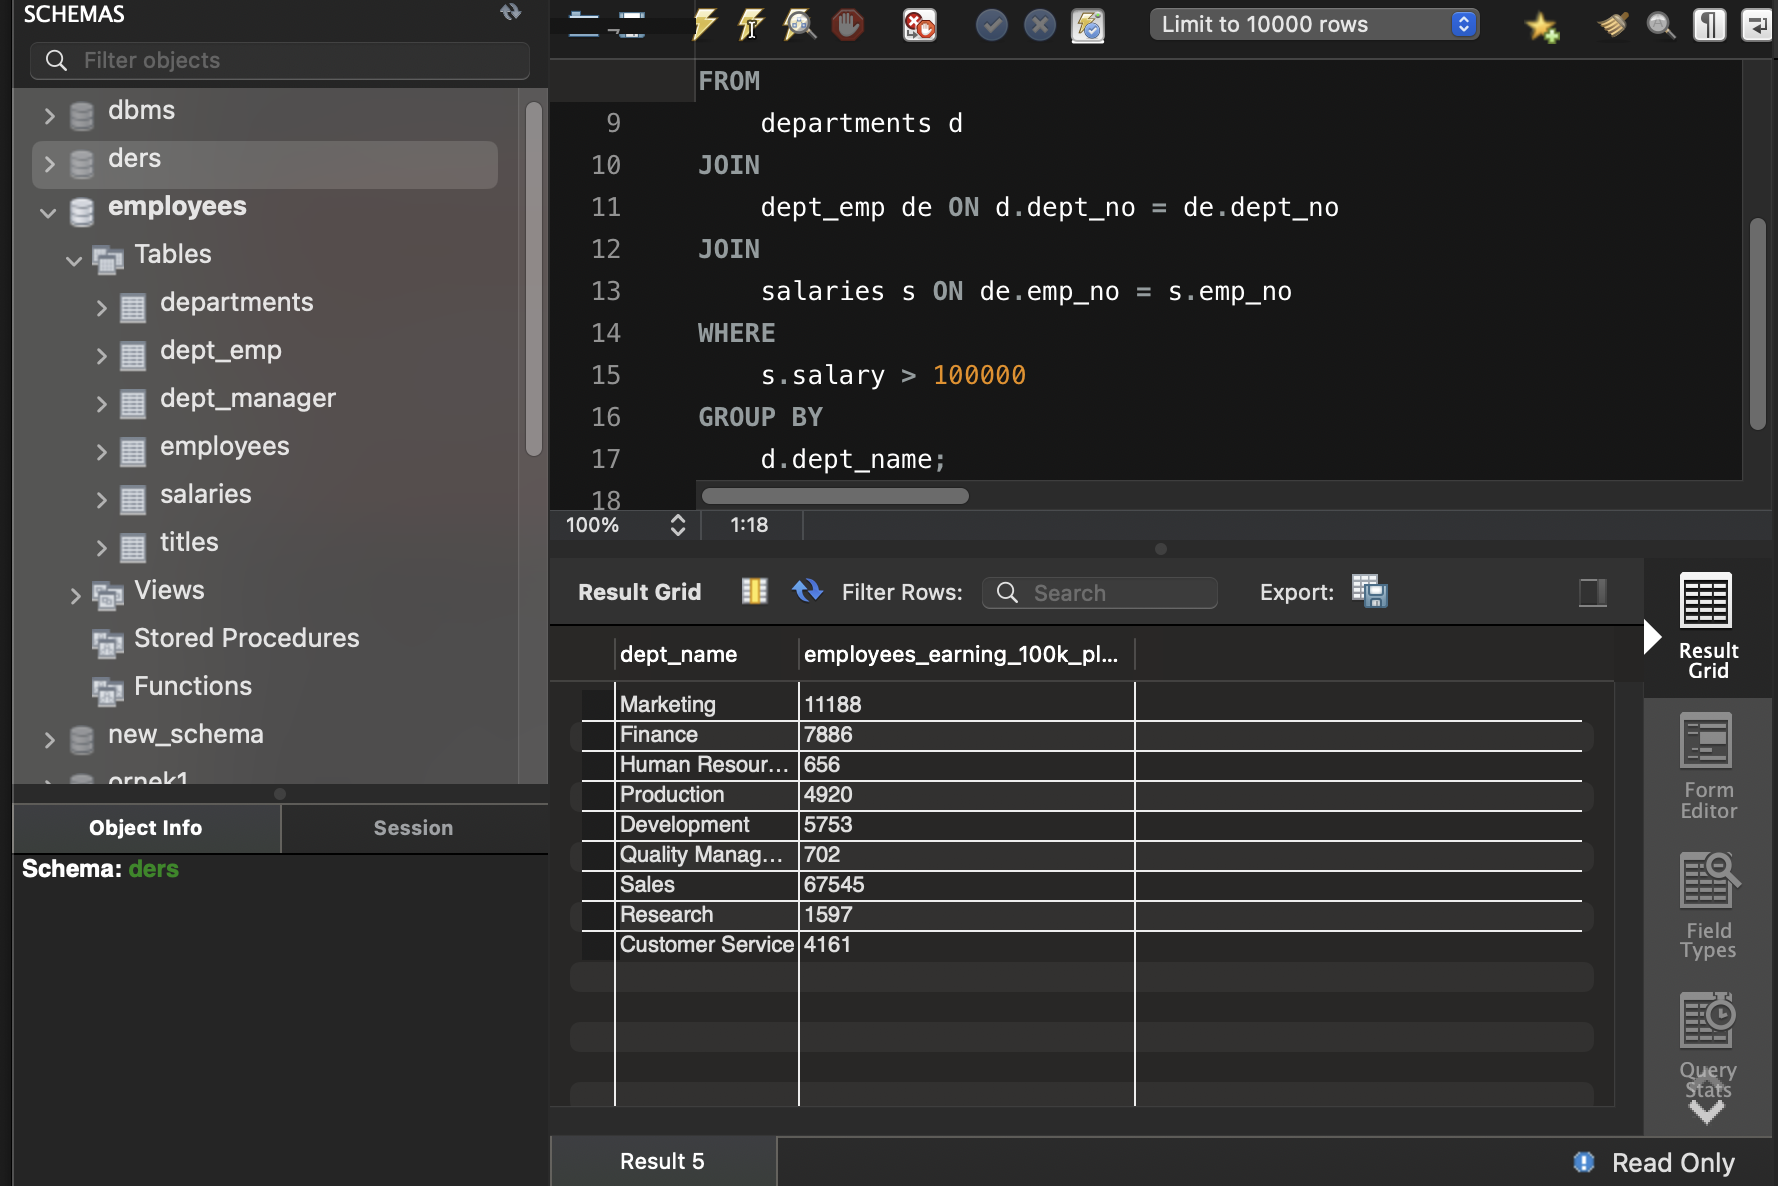 SCHEMAS
Filter objects
dbms
ders
employees
Tables
departments
dept_emp
dept_manager
employees
salaries
titles
Views
Stored Procedures
Functions
new_schema
ornek1
Object Info
Session
Schema: ders
Limit to 10000 rows
FROM
9 departments d
10 JOIN
11 dept_emp de ON d.dept_no = de.dept_no
12 JOIN
13 salaries s ON de.emp_no = s.emp_no
14 WHERE
15 s.salary > 100000
16 GROUP BY
17 d.dept_name;
18
100% 1:18
Result Grid Filter Rows: Search Export:
dept_name employees_earning_100k_pl...
Marketing 11188
Finance 7886
Human Resour... 656
Production 4920
Development 5753
Quality Manag... 702
Sales 67545
Research 1597
Customer Service 4161
Result
Grid
Form
Editor
Field
Types
Query
Stats
Result 5
Read Only